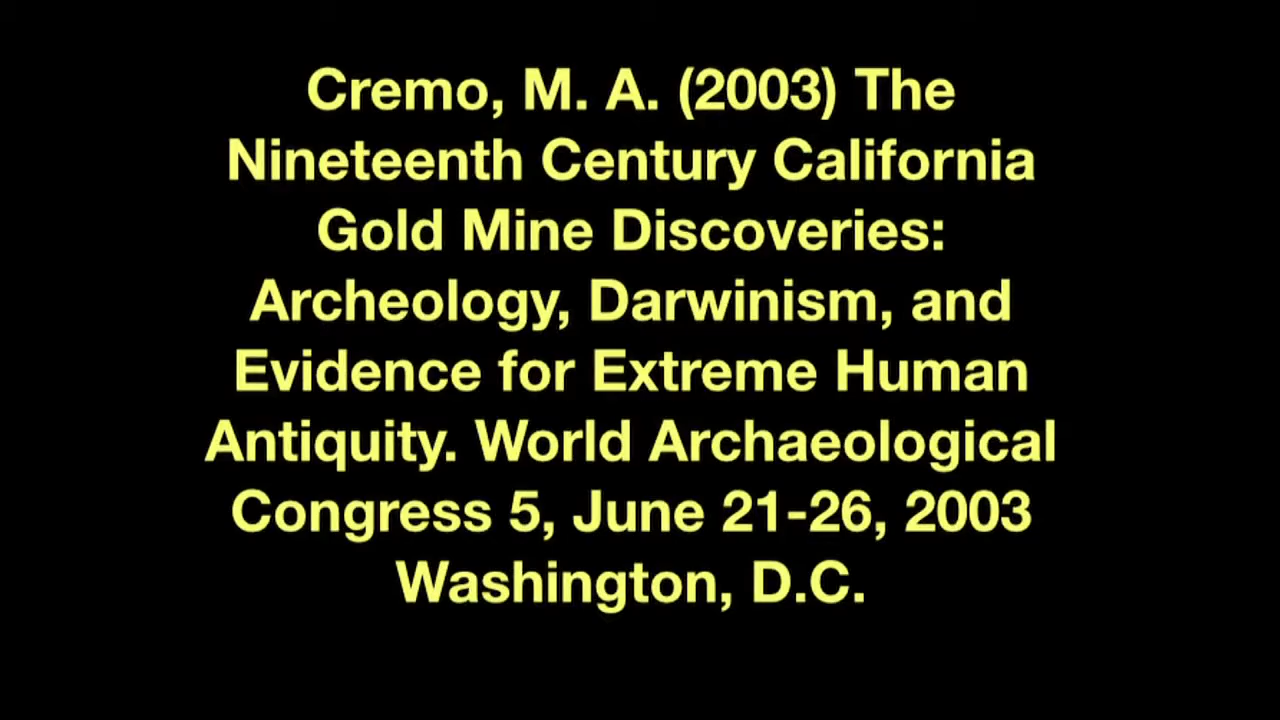 Cremo, M. A. (2003) The
Nineteenth Century California
Gold Mine Discoveries:
Archeology, Darwinism, and
Evidence for Extreme Human
Antiquity. World Archaeological
Congress 5, June 21-26, 2003
Washington, D.C.